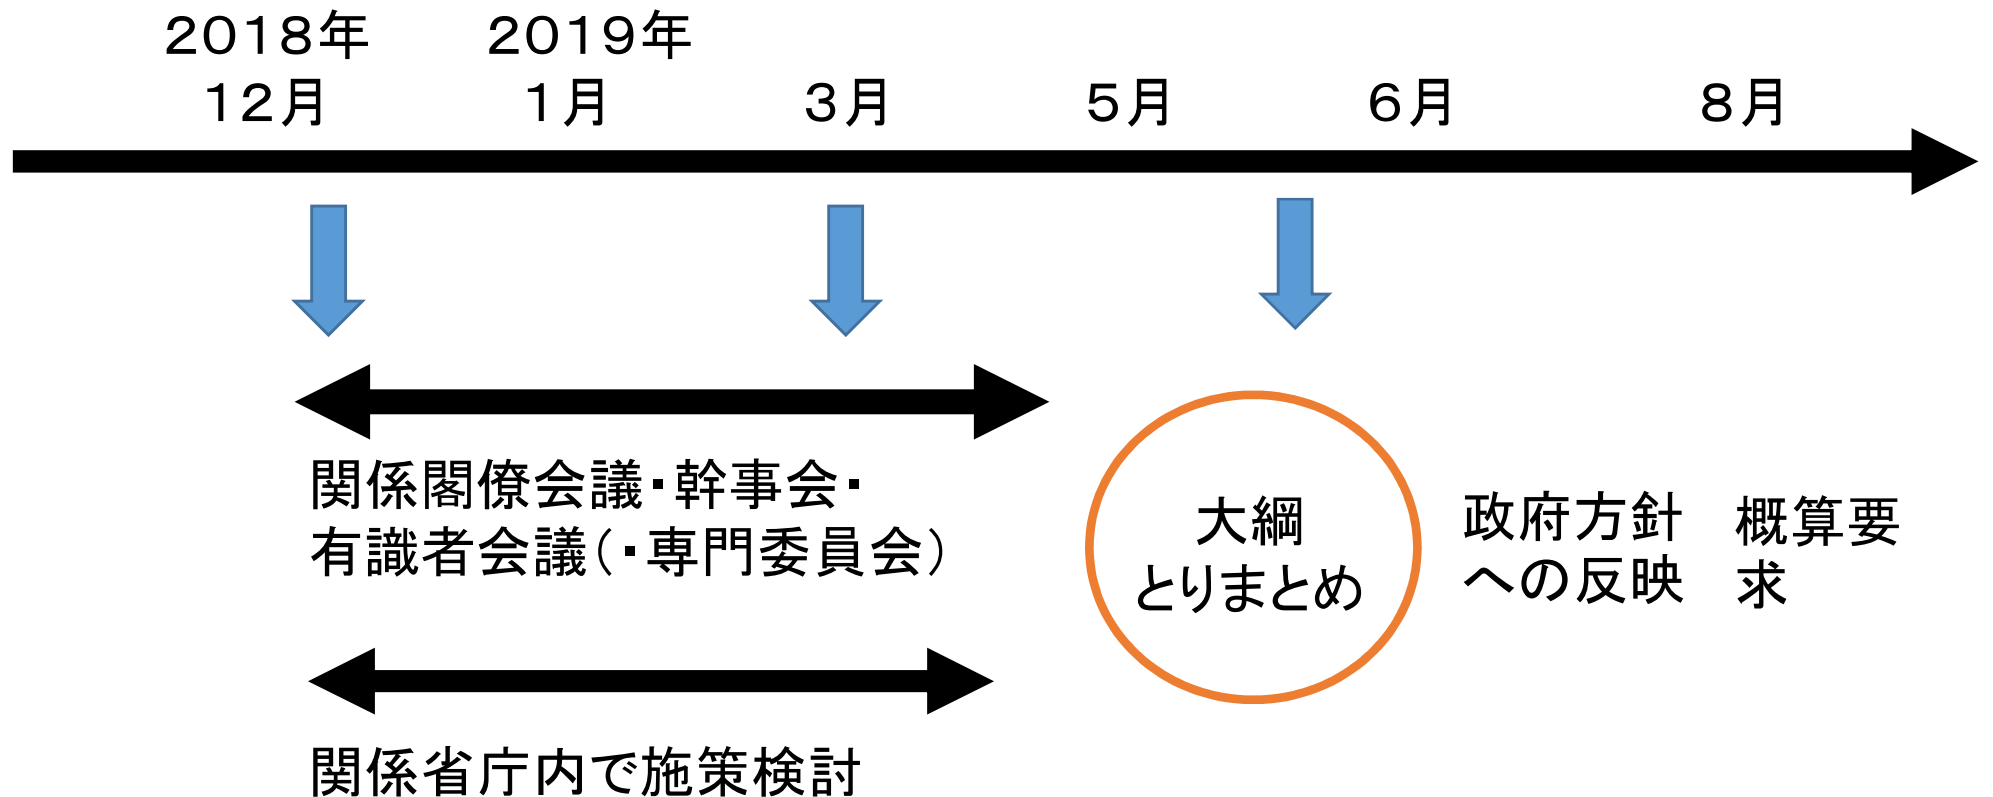 ２０１８年 ２０１９年
１２月 １月 ３月 ５月 ６月 ８月
関係閣僚会議・幹事会・
有識者会議（・専門委員会）
大綱
とりまとめ
政府方針
への反映
概算要
求
関係省庁内で施策検討